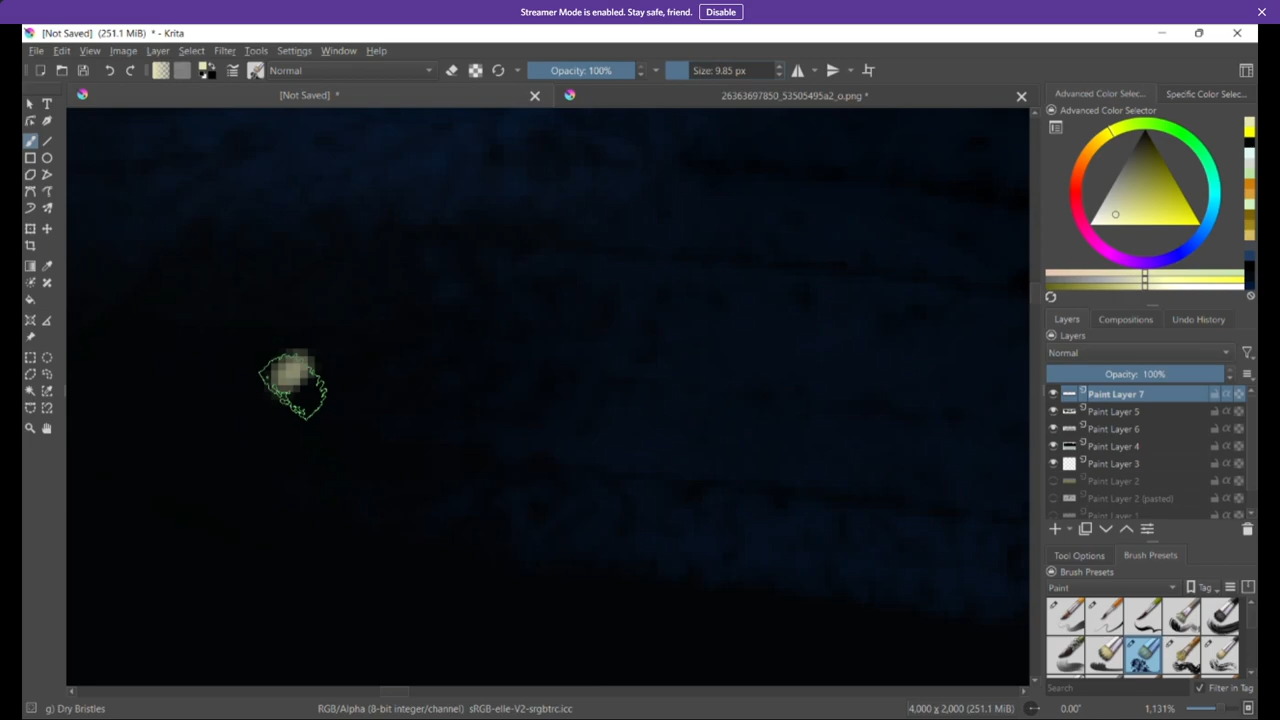 Streamer Mode is enabled. Stay safe, friend. Disable
[Not Saved] (251.1 MiB) * - Krita
File Edit View Image Layer Select Filter Tools Settings Window Help
Normal Opacity: 100% Size: 9.85 px
[Not Saved] * 26363697850_53505495a2_o.png *
Advanced Color Selec... Specific Color Selec...
Advanced Color Selector
Layers Compositions Undo History
Layers
Normal
Opacity: 100%
Paint Layer 7
Paint Layer 5
Paint Layer 6
Paint Layer 4
Paint Layer 3
Paint Layer 2
Paint Layer 2 (pasted)
Paint Layer 1
Tool Options Brush Presets
Brush Presets
Paint Tag
Search Filter in Tag
g) Dry Bristles RGB/Alpha (8-bit integer/channel) sRGB-elle-V2-srgbtrc.icc 4,000 x 2,000 (251.1 MiB) 0.00° 1,131%